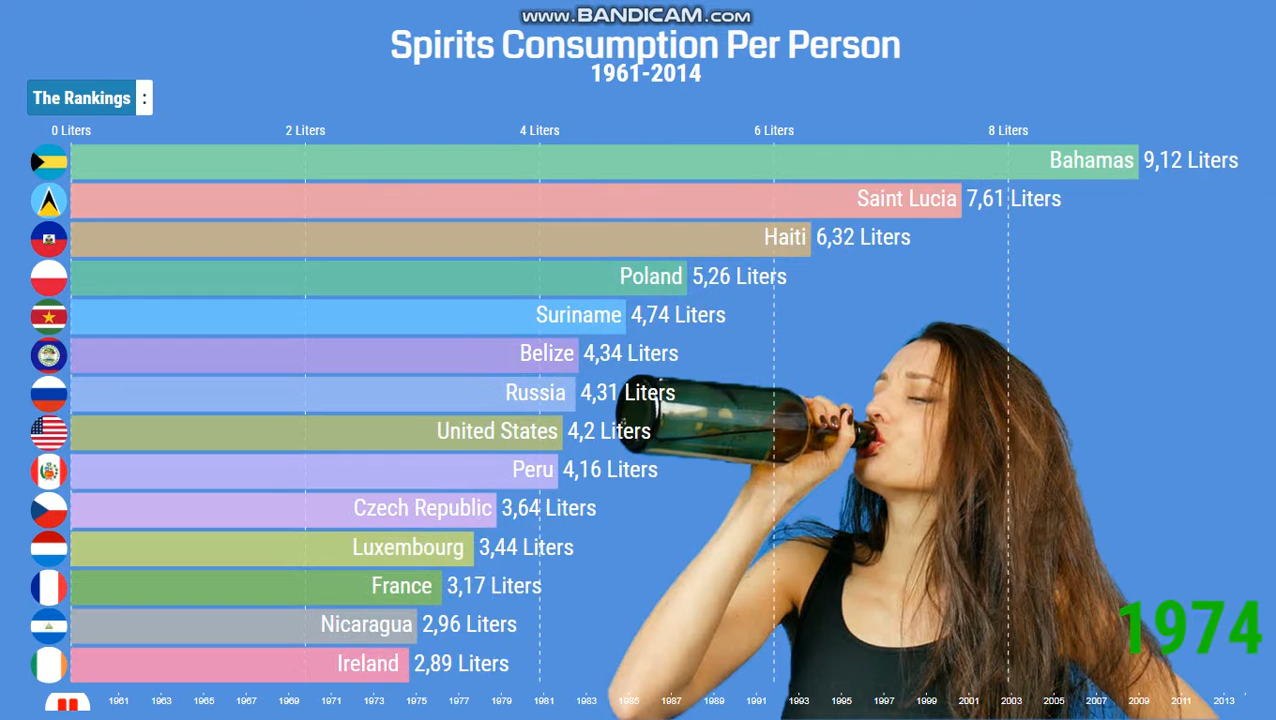 www.BANDICAM.com
Spirits Consumption Per Person
1961-2014
The Rankings :
0 Liters 2 Liters 4 Liters 6 Liters 8 Liters
Bahamas 9,12 Liters
Saint Lucia 7,61 Liters
Haiti 6,32 Liters
Poland 5,26 Liters
Suriname 4,74 Liters
Belize 4,34 Liters
Russia 4,31 Liters
United States 4,2 Liters
Peru 4,16 Liters
Czech Republic 3,64 Liters
Luxembourg 3,44 Liters
France 3,17 Liters
Nicaragua 2,96 Liters
Ireland 2,89 Liters
1974
1961 1963 1965 1967 1969 1971 1973 1975 1977 1979 1981 1983 1985 1987 1989 1991 1993 1995 1997 1999 2001 2003 2005 2007 2009 2011 2013